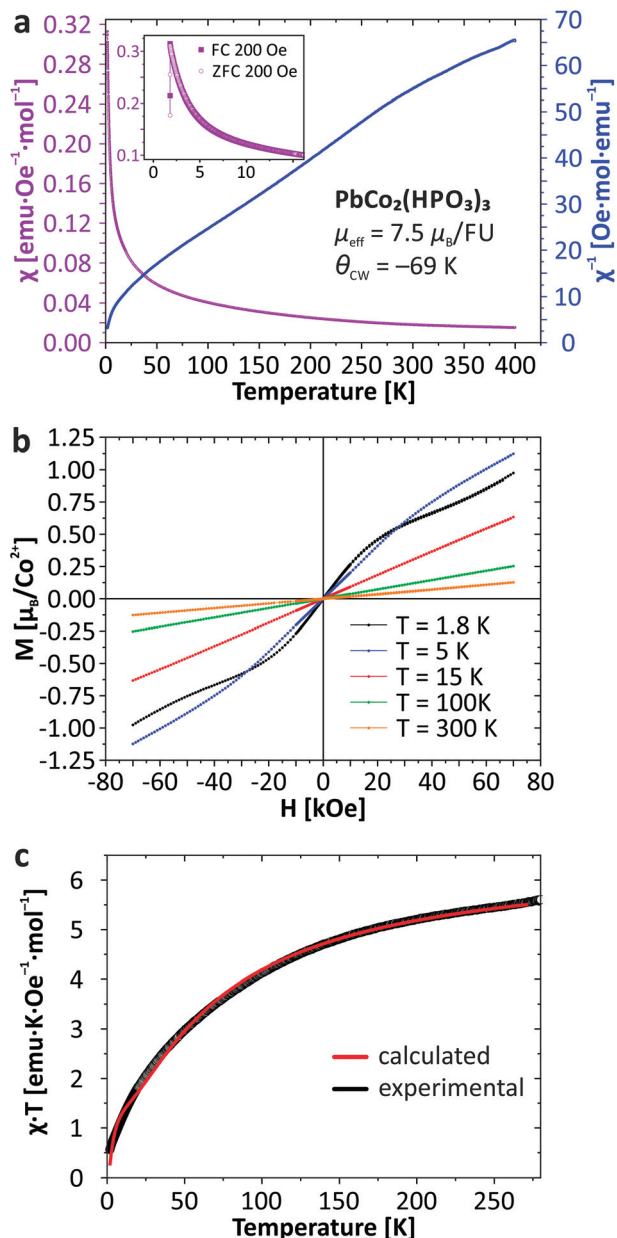 a
0.32
0.28
0.24
0.20
0.16
0.12
0.08
0.04
0.00
χ [emu·Oe⁻¹·mol⁻¹]
0.3
0.2
0.1
0 5 10 15
FC 200 Oe
ZFC 200 Oe
PbCo₂(HPO₃)₃
μeff = 7.5 μB/FU
θCW = –69 K
70
60
50
40
30
20
10
0
χ⁻¹ [Oe·mol·emu⁻¹]
0 50 100 150 200 250 300 350 400
Temperature [K]
b
1.25
1.00
0.75
0.50
0.25
0.00
-0.25
-0.50
-0.75
-1.00
-1.25
M [μB/Co²⁺]
T = 1.8 K
T = 5 K
T = 15 K
T = 100K
T = 300 K
-80 -60 -40 -20 0 20 40 60 80
H [kOe]
c
6
5
4
3
2
1
0
χ·T [emu·K·Oe⁻¹·mol⁻¹]
calculated
experimental
0 50 100 150 200 250
Temperature [K]